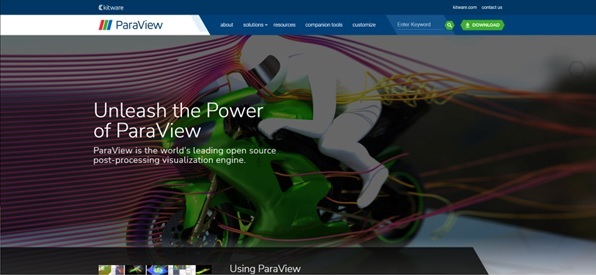 kitware
kitware.com contact us
ParaView
about solutions resources companion tools customize
Enter Keyword
DOWNLOAD
Unleash the Power
of ParaView
ParaView is the world's leading open source
post-processing visualization engine.
Using ParaView